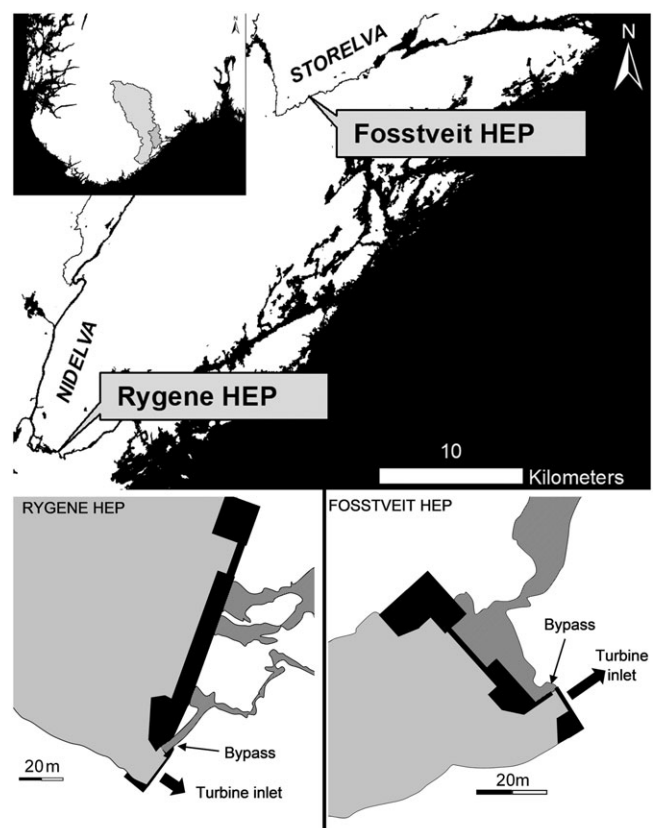 N
STORELVA
N
Fosstveit HEP
NIDELVA
Rygene HEP
10
Kilometers
RYGENE HEP
Bypass
20m
Turbine inlet
FOSSTVEIT HEP
Bypass
Turbine
inlet
20m